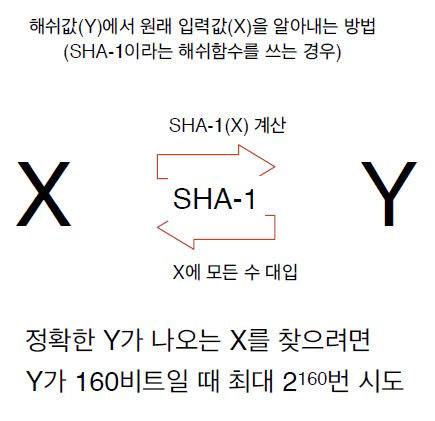 해쉬값(Y)에서 원래 입력값(X)을 알아내는 방법
(SHA-1이라는 해쉬함수를 쓰는 경우)
SHA-1(X) 계산
X
SHA-1
Y
X에 모든 수 대입
정확한 Y가 나오는 X를 찾으려면
Y가 160비트일 때 최대 2¹⁶⁰번 시도